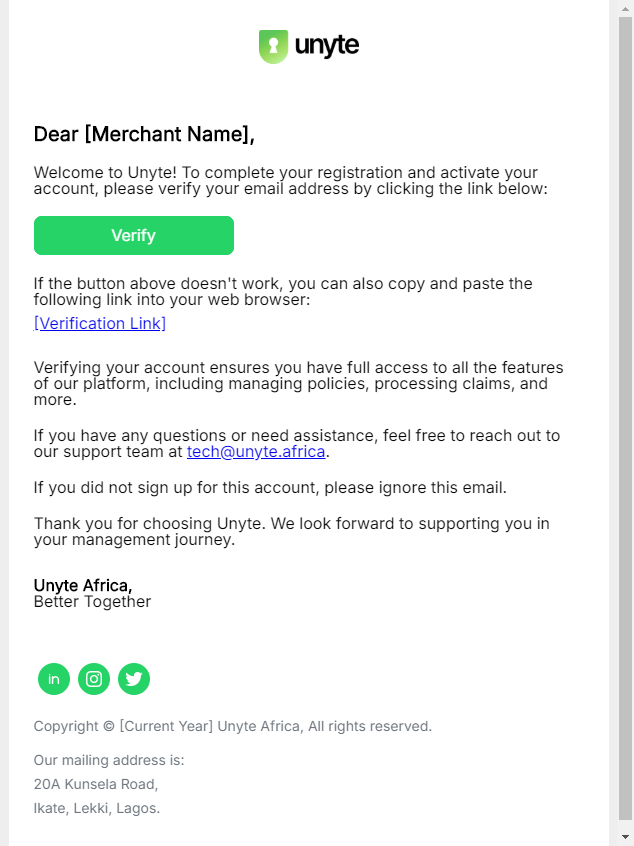 unyte
Dear [Merchant Name],
Welcome to Unyte! To complete your registration and activate your
account, please verify your email address by clicking the link below:
Verify
If the button above doesn't work, you can also copy and paste the
following link into your web browser:
[Verification Link]
Verifying your account ensures you have full access to all the features
of our platform, including managing policies, processing claims, and
more.
If you have any questions or need assistance, feel free to reach out to
our support team at tech@unyte.africa.
If you did not sign up for this account, please ignore this email.
Thank you for choosing Unyte. We look forward to supporting you in
your management journey.
Unyte Africa,
Better Together
in
Copyright © [Current Year] Unyte Africa, All rights reserved.
Our mailing address is:
20A Kunsela Road,
Ikate, Lekki, Lagos.